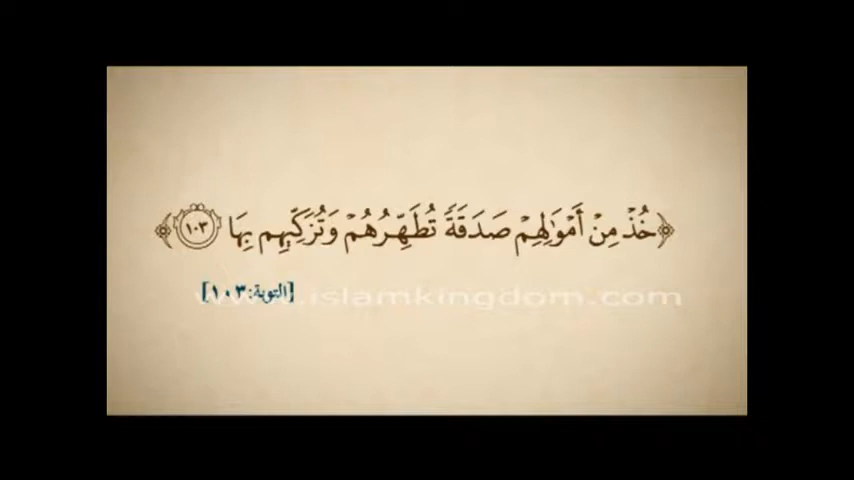 ﴿خُذْ مِنْ أَمْوَٰلِهِمْ صَدَقَةً تُطَهِّرُهُمْ وَتُزَكِّيهِم بِهَا ١٠٣﴾
[التوبة: ١٠٣]
www.islamkingdom.com